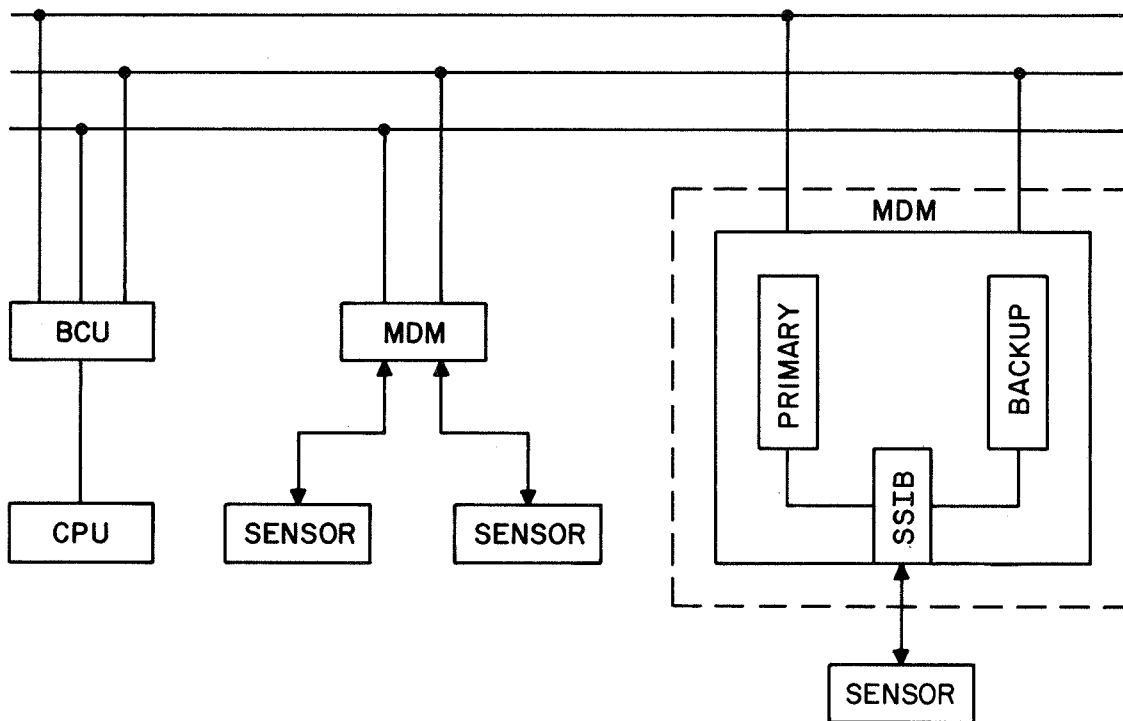 MDM
BCU
MDM
PRIMARY
BACKUP
SSIB
CPU
SENSOR
SENSOR
SENSOR